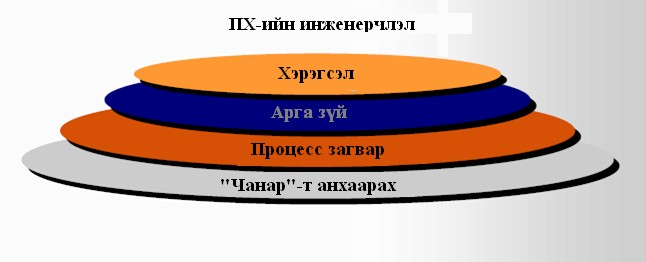 ПХ-ийн инженерчлэл
Хэрэгсэл
Арга зүй
Процесс загвар
"Чанар"-т анхаарах